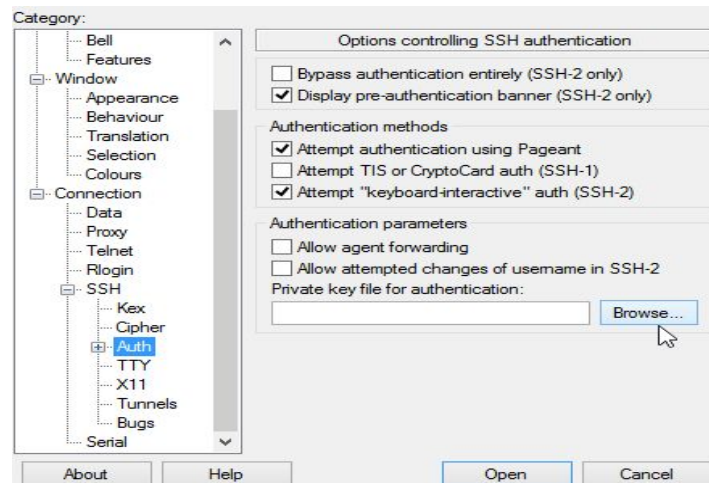 Category:
Bell
Features
Window
Appearance
Behaviour
Translation
Selection
Colours
Connection
Data
Proxy
Telnet
Rlogin
SSH
Kex
Cipher
Auth
TTY
X11
Tunnels
Bugs
Serial
Options controlling SSH authentication
Bypass authentication entirely (SSH-2 only)
Display pre-authentication banner (SSH-2 only)
Authentication methods
Attempt authentication using Pageant
Attempt TIS or CryptoCard auth (SSH-1)
Attempt "keyboard-interactive" auth (SSH-2)
Authentication parameters
Allow agent forwarding
Allow attempted changes of username in SSH-2
Private key file for authentication:
Browse...
About
Help
Open
Cancel